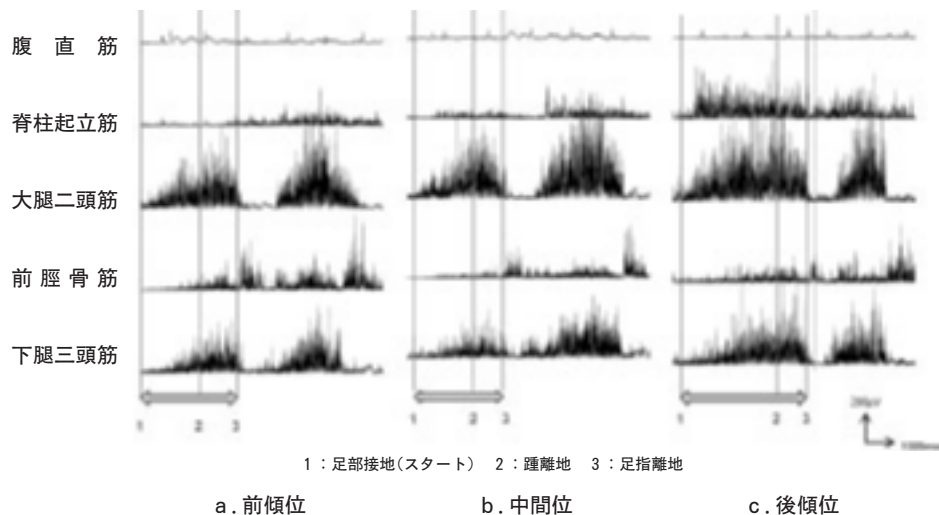 腹直筋
脊柱起立筋
大腿二頭筋
前脛骨筋
下腿三頭筋
1 2 3
1 2 3
1 2 3
1：足部接地(スタート) 2：踵離地 3：足指離地
a.前傾位 b.中間位 c.後傾位